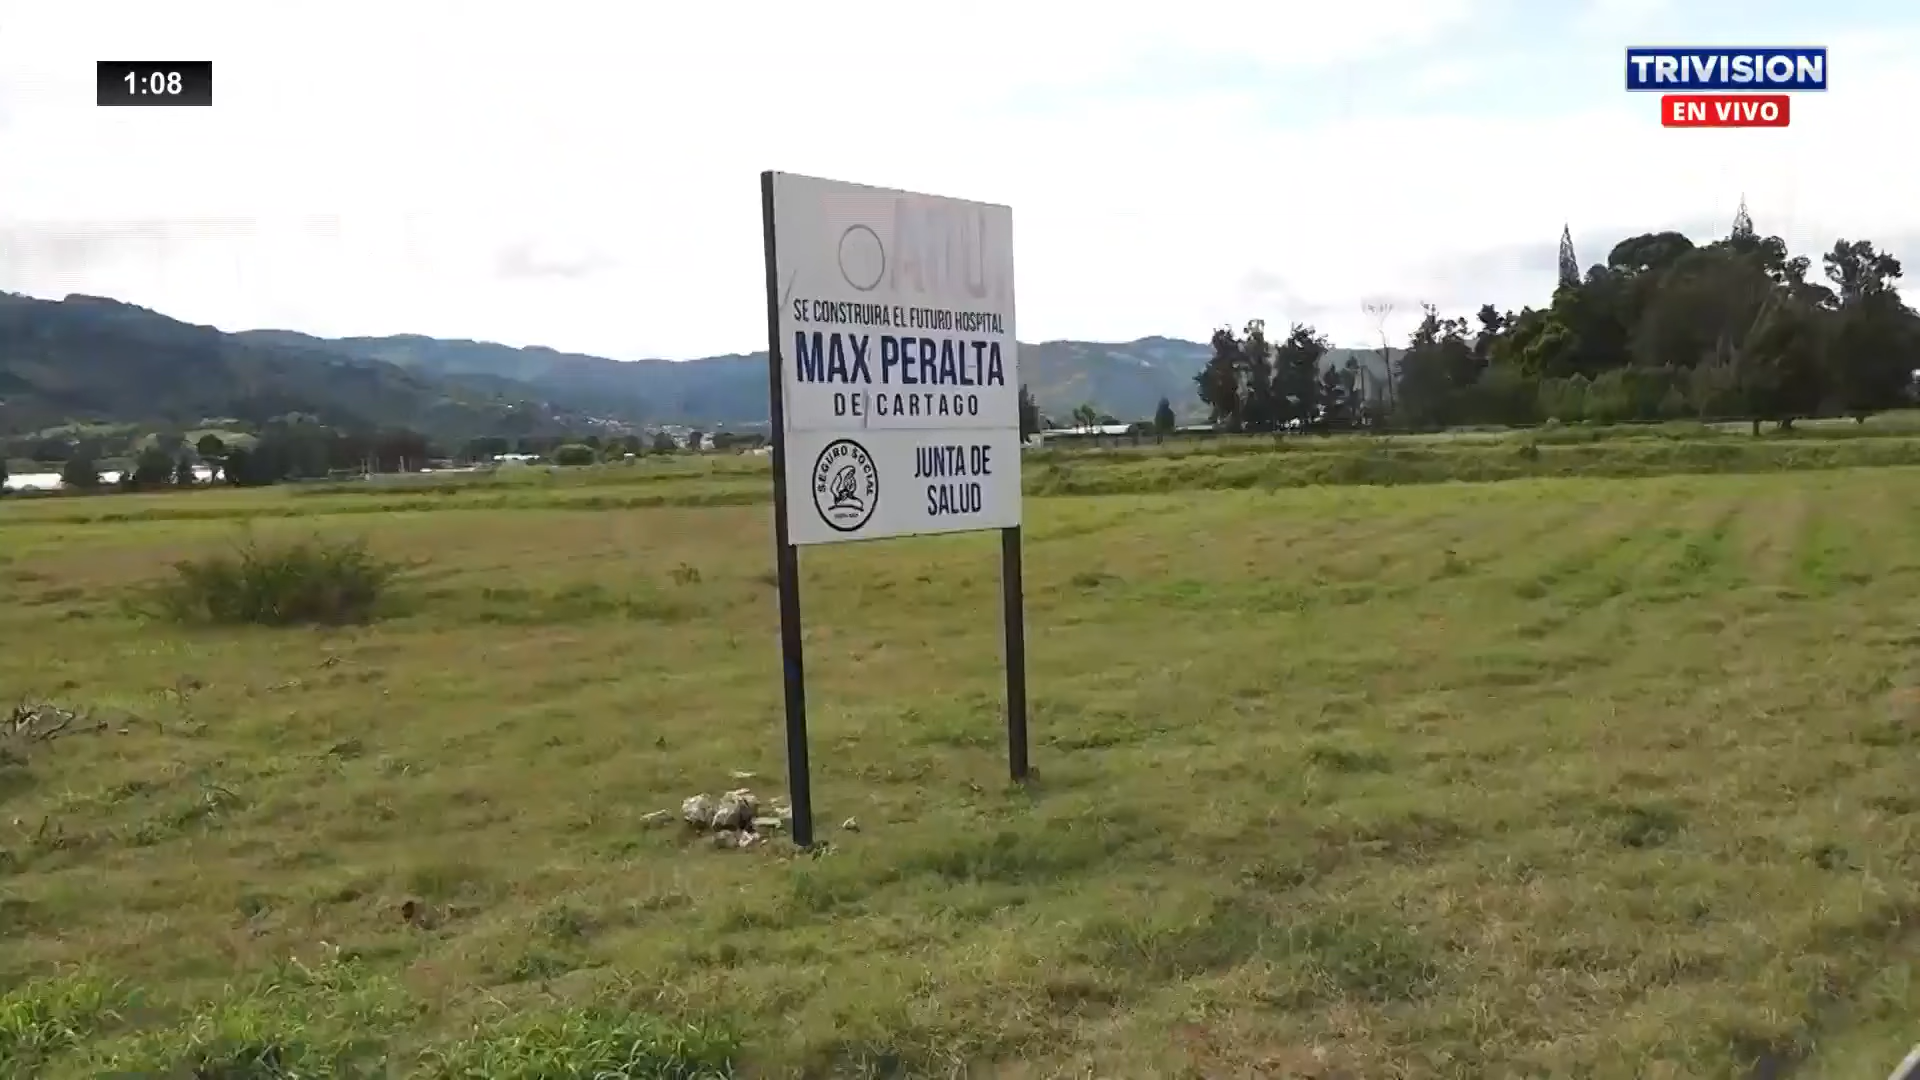 1:08
TRIVISION
EN VIVO
AQUI
SE CONSTRUIRA EL FUTURO HOSPITAL
MAX PERALTA
DE CARTAGO
SEGURO SOCIAL
JUNTA DE
SALUD